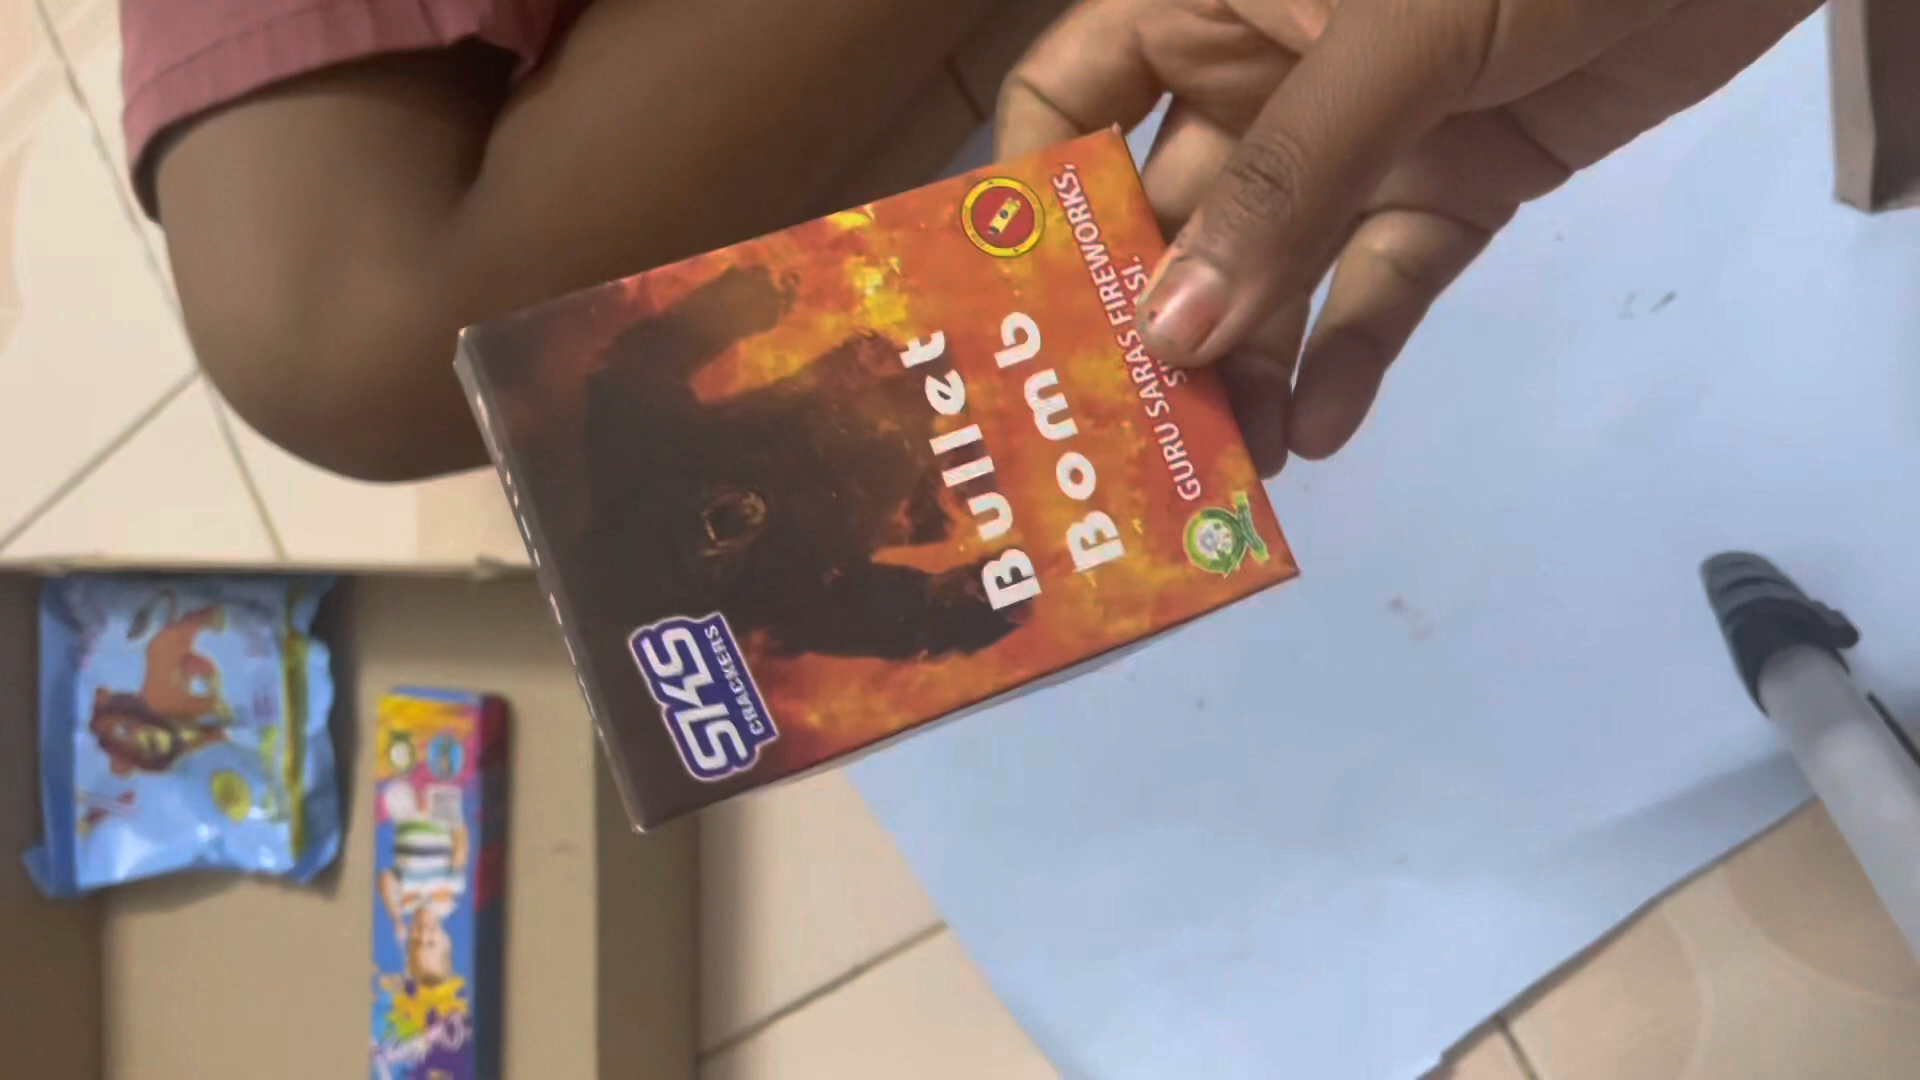 SKS
CRACKERS
Bullet
Bomb
GURU SARAS FIREWORKS,